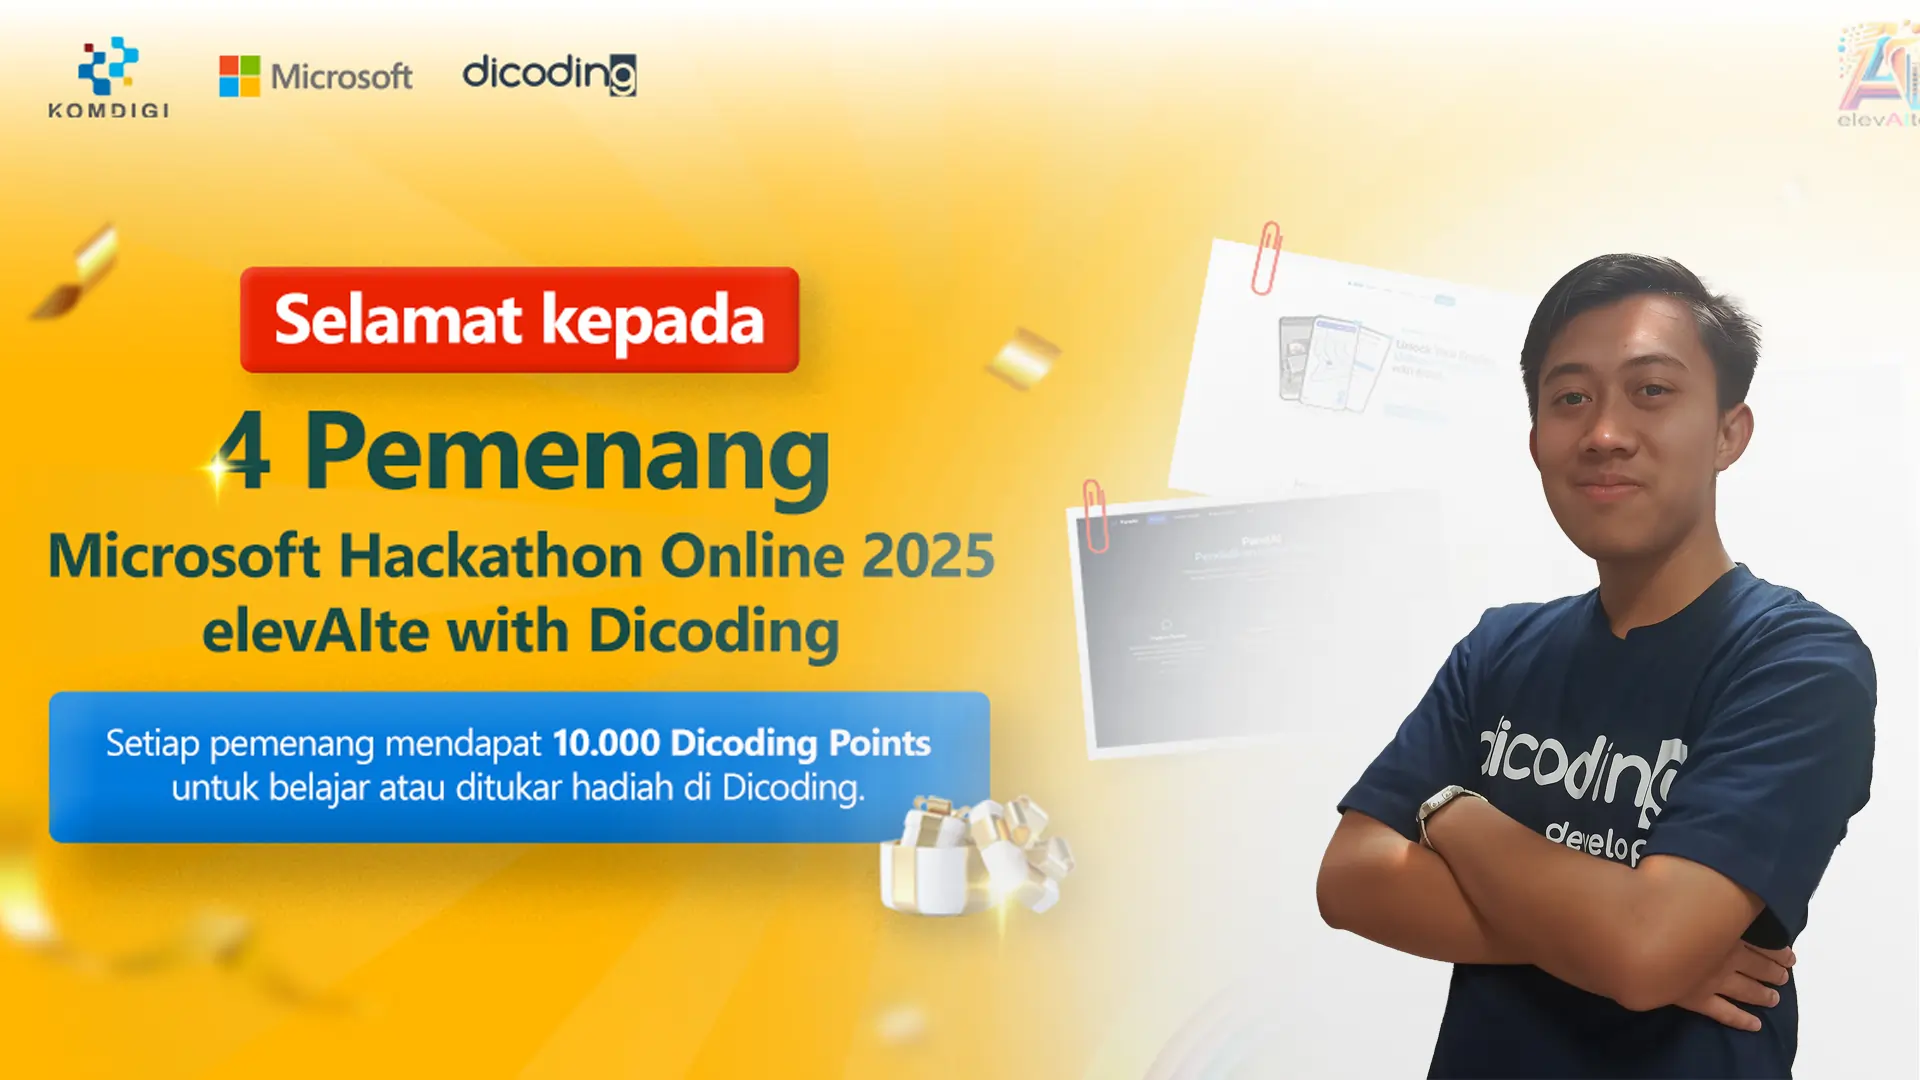 KOMDIGI
Microsoft
dicoding
elevAIte
Selamat kepada
4 Pemenang
Microsoft Hackathon Online 2025
elevAIte with Dicoding
Setiap pemenang mendapat 10.000 Dicoding Points
untuk belajar atau ditukar hadiah di Dicoding.
dicoding
develop